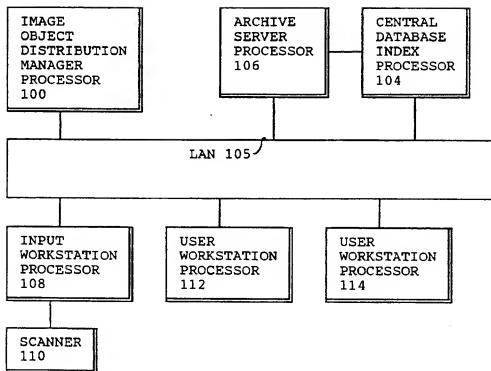 IMAGE
OBJECT
DISTRIBUTION
MANAGER
PROCESSOR
100
ARCHIVE
SERVER
PROCESSOR
106
CENTRAL
DATABASE
INDEX
PROCESSOR
104
LAN 105
INPUT
WORKSTATION
PROCESSOR
108
USER
WORKSTATION
PROCESSOR
112
USER
WORKSTATION
PROCESSOR
114
SCANNER
110